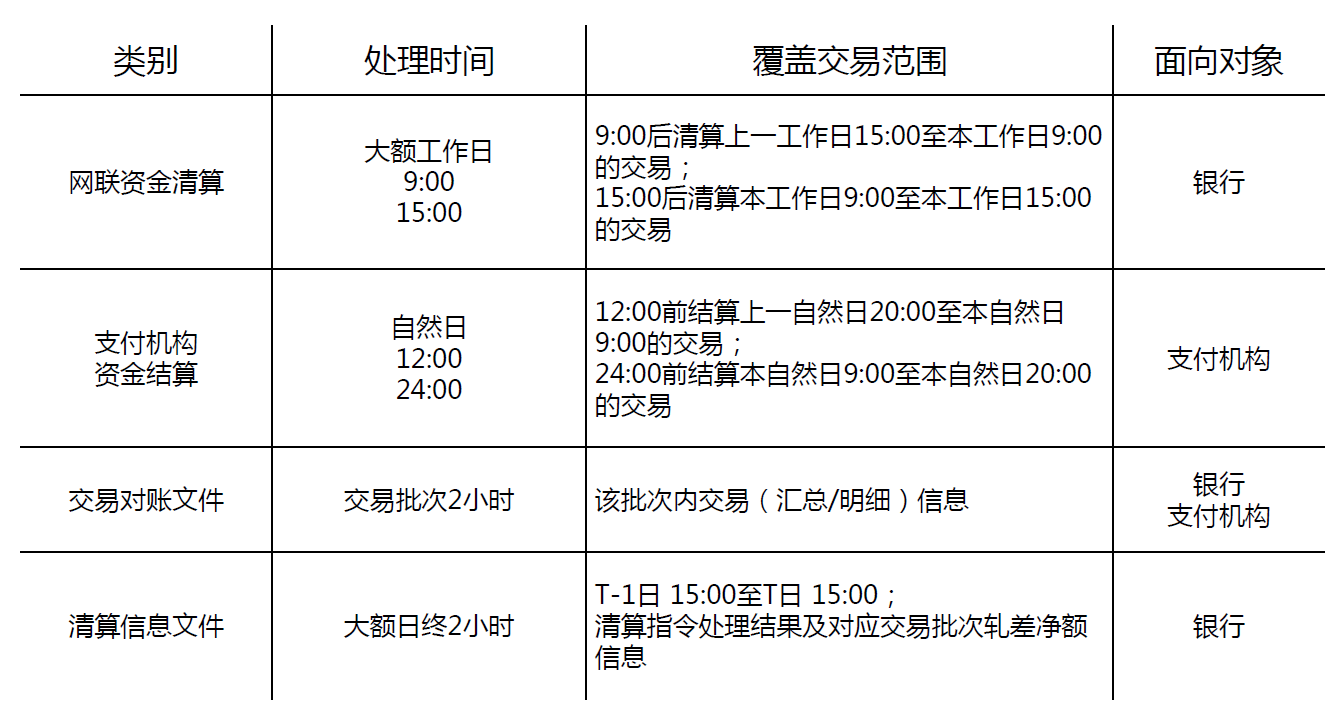 类别
处理时间
覆盖交易范围
面向对象
网联资金清算
大额工作日
9:00
15:00
9:00后清算上一工作日15:00至本工作日9:00
的交易；
15:00后清算本工作日9:00至本工作日15:00
的交易
银行
支付机构
资金结算
自然日
12:00
24:00
12:00前结算上一自然日20:00至本自然日
9:00的交易；
24:00前结算本自然日9:00至本自然日20:00
的交易
支付机构
交易对账文件
交易批次2小时
该批次内交易（汇总/明细）信息
银行
支付机构
清算信息文件
大额日终2小时
T-1日 15:00至T日 15:00；
清算指令处理结果及对应交易批次轧差净额
信息
银行